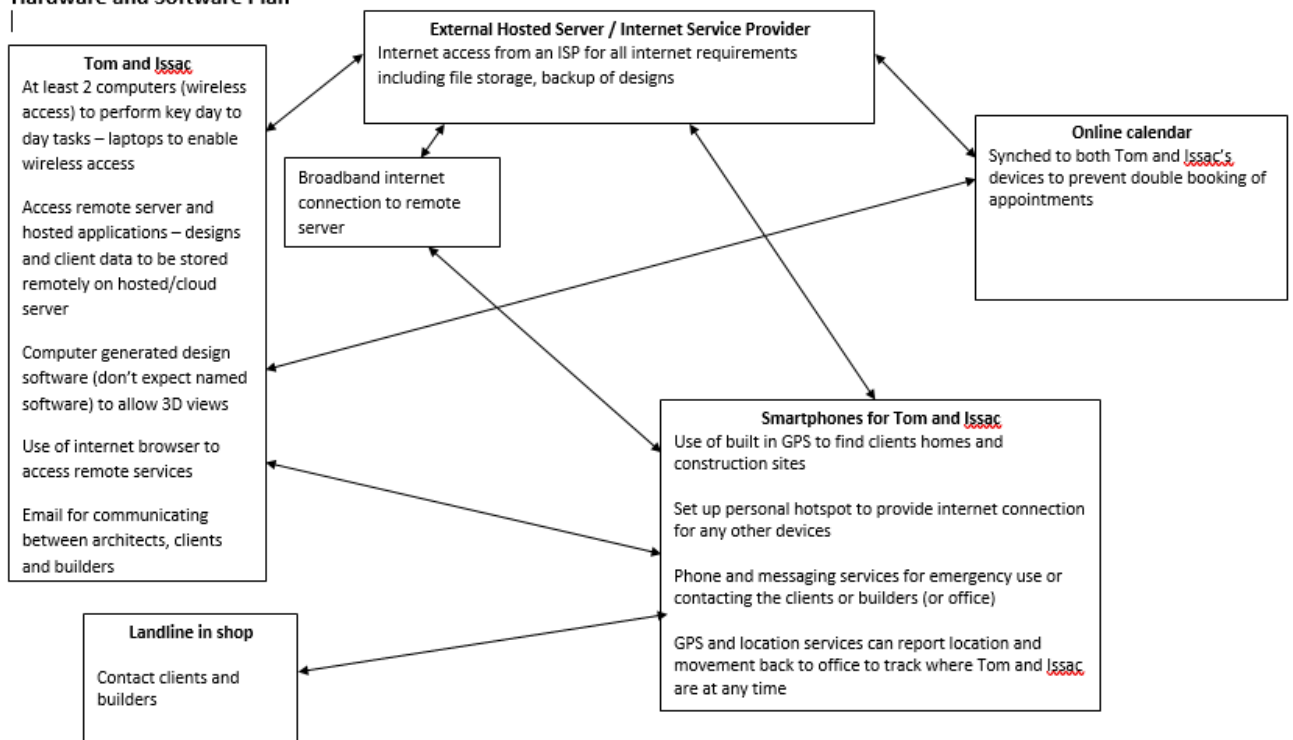 Hardware and Software Plan
External Hosted Server / Internet Service Provider
Internet access from an ISP for all internet requirements
including file storage, backup of designs
Tom and Issac
At least 2 computers (wireless
access) to perform key day to
day tasks – laptops to enable
wireless access
Access remote server and
hosted applications – designs
and client data to be stored
remotely on hosted/cloud
server
Computer generated design
software (don't expect named
software) to allow 3D views
Use of internet browser to
access remote services
Email for communicating
between architects, clients
and builders
Broadband internet
connection to remote
server
Online calendar
Synched to both Tom and Issac's
devices to prevent double booking of
appointments
Smartphones for Tom and Issac
Use of built in GPS to find clients homes and
construction sites
Set up personal hotspot to provide internet connection
for any other devices
Phone and messaging services for emergency use or
contacting the clients or builders (or office)
GPS and location services can report location and
movement back to office to track where Tom and Issac
are at any time
Landline in shop
Contact clients and
builders